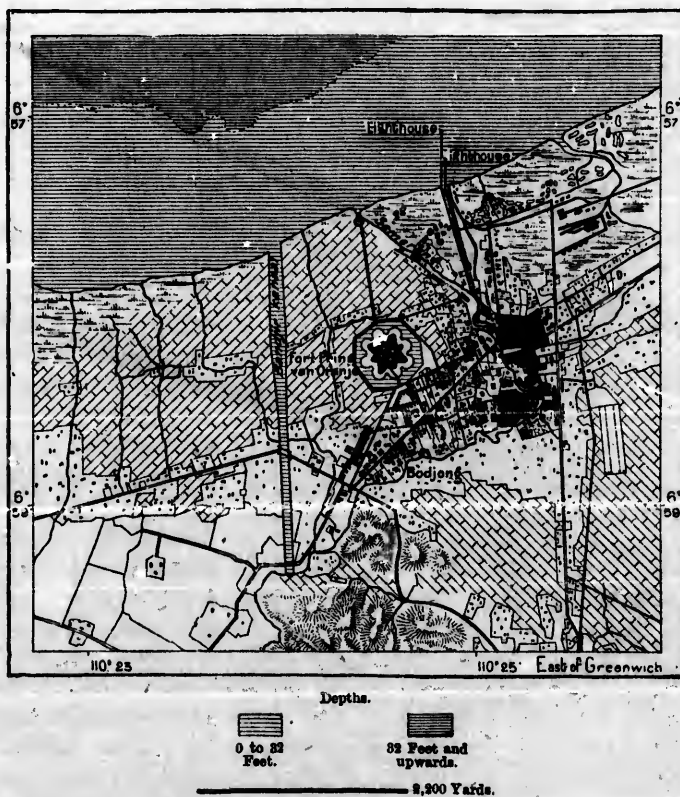 6°
57'
6°
57'
Lighthouse
Lighthouse
Fort Prins
van Oranje
Bodjong
6°
59'
6°
59'
110° 23'
110° 25'
East of Greenwich
Depths.
0 to 32
Feet.
32 Feet and
upwards.
2,200 Yards.